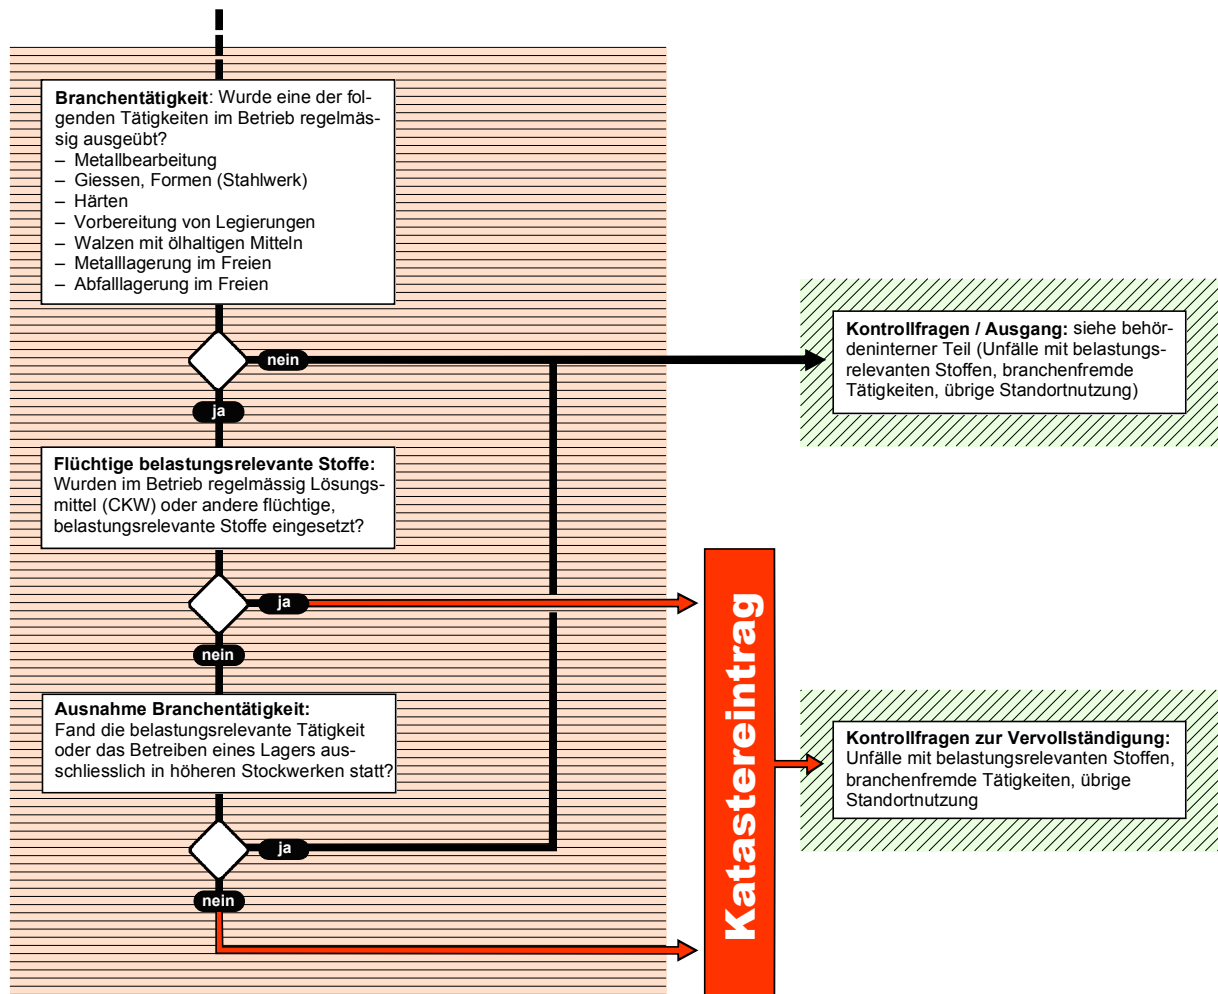 Branchentätigkeit: Wurde eine der fol-
genden Tätigkeiten im Betrieb regelmäs-
sig ausgeübt?
– Metallbearbeitung
– Giessen, Formen (Stahlwerk)
– Härten
– Vorbereitung von Legierungen
– Walzen mit ölhaltigen Mitteln
– Metalllagerung im Freien
– Abfalllagerung im Freien
nein
Kontrollfragen / Ausgang: siehe behör-
deninterner Teil (Unfälle mit belastungs-
relevanten Stoffen, branchenfremde
Tätigkeiten, übrige Standortnutzung)
ja
Flüchtige belastungsrelevante Stoffe:
Wurden im Betrieb regelmässig Lösungs-
mittel (CKW) oder andere flüchtige,
belastungsrelevante Stoffe eingesetzt?
ja
nein
Ausnahme Branchentätigkeit:
Fand die belastungsrelevante Tätigkeit
oder das Betreiben eines Lagers aus-
schliesslich in höheren Stockwerken statt?
ja
nein
Katastereintrag
Kontrollfragen zur Vervollständigung:
Unfälle mit belastungsrelevanten Stoffen,
branchenfremde Tätigkeiten, übrige
Standortnutzung